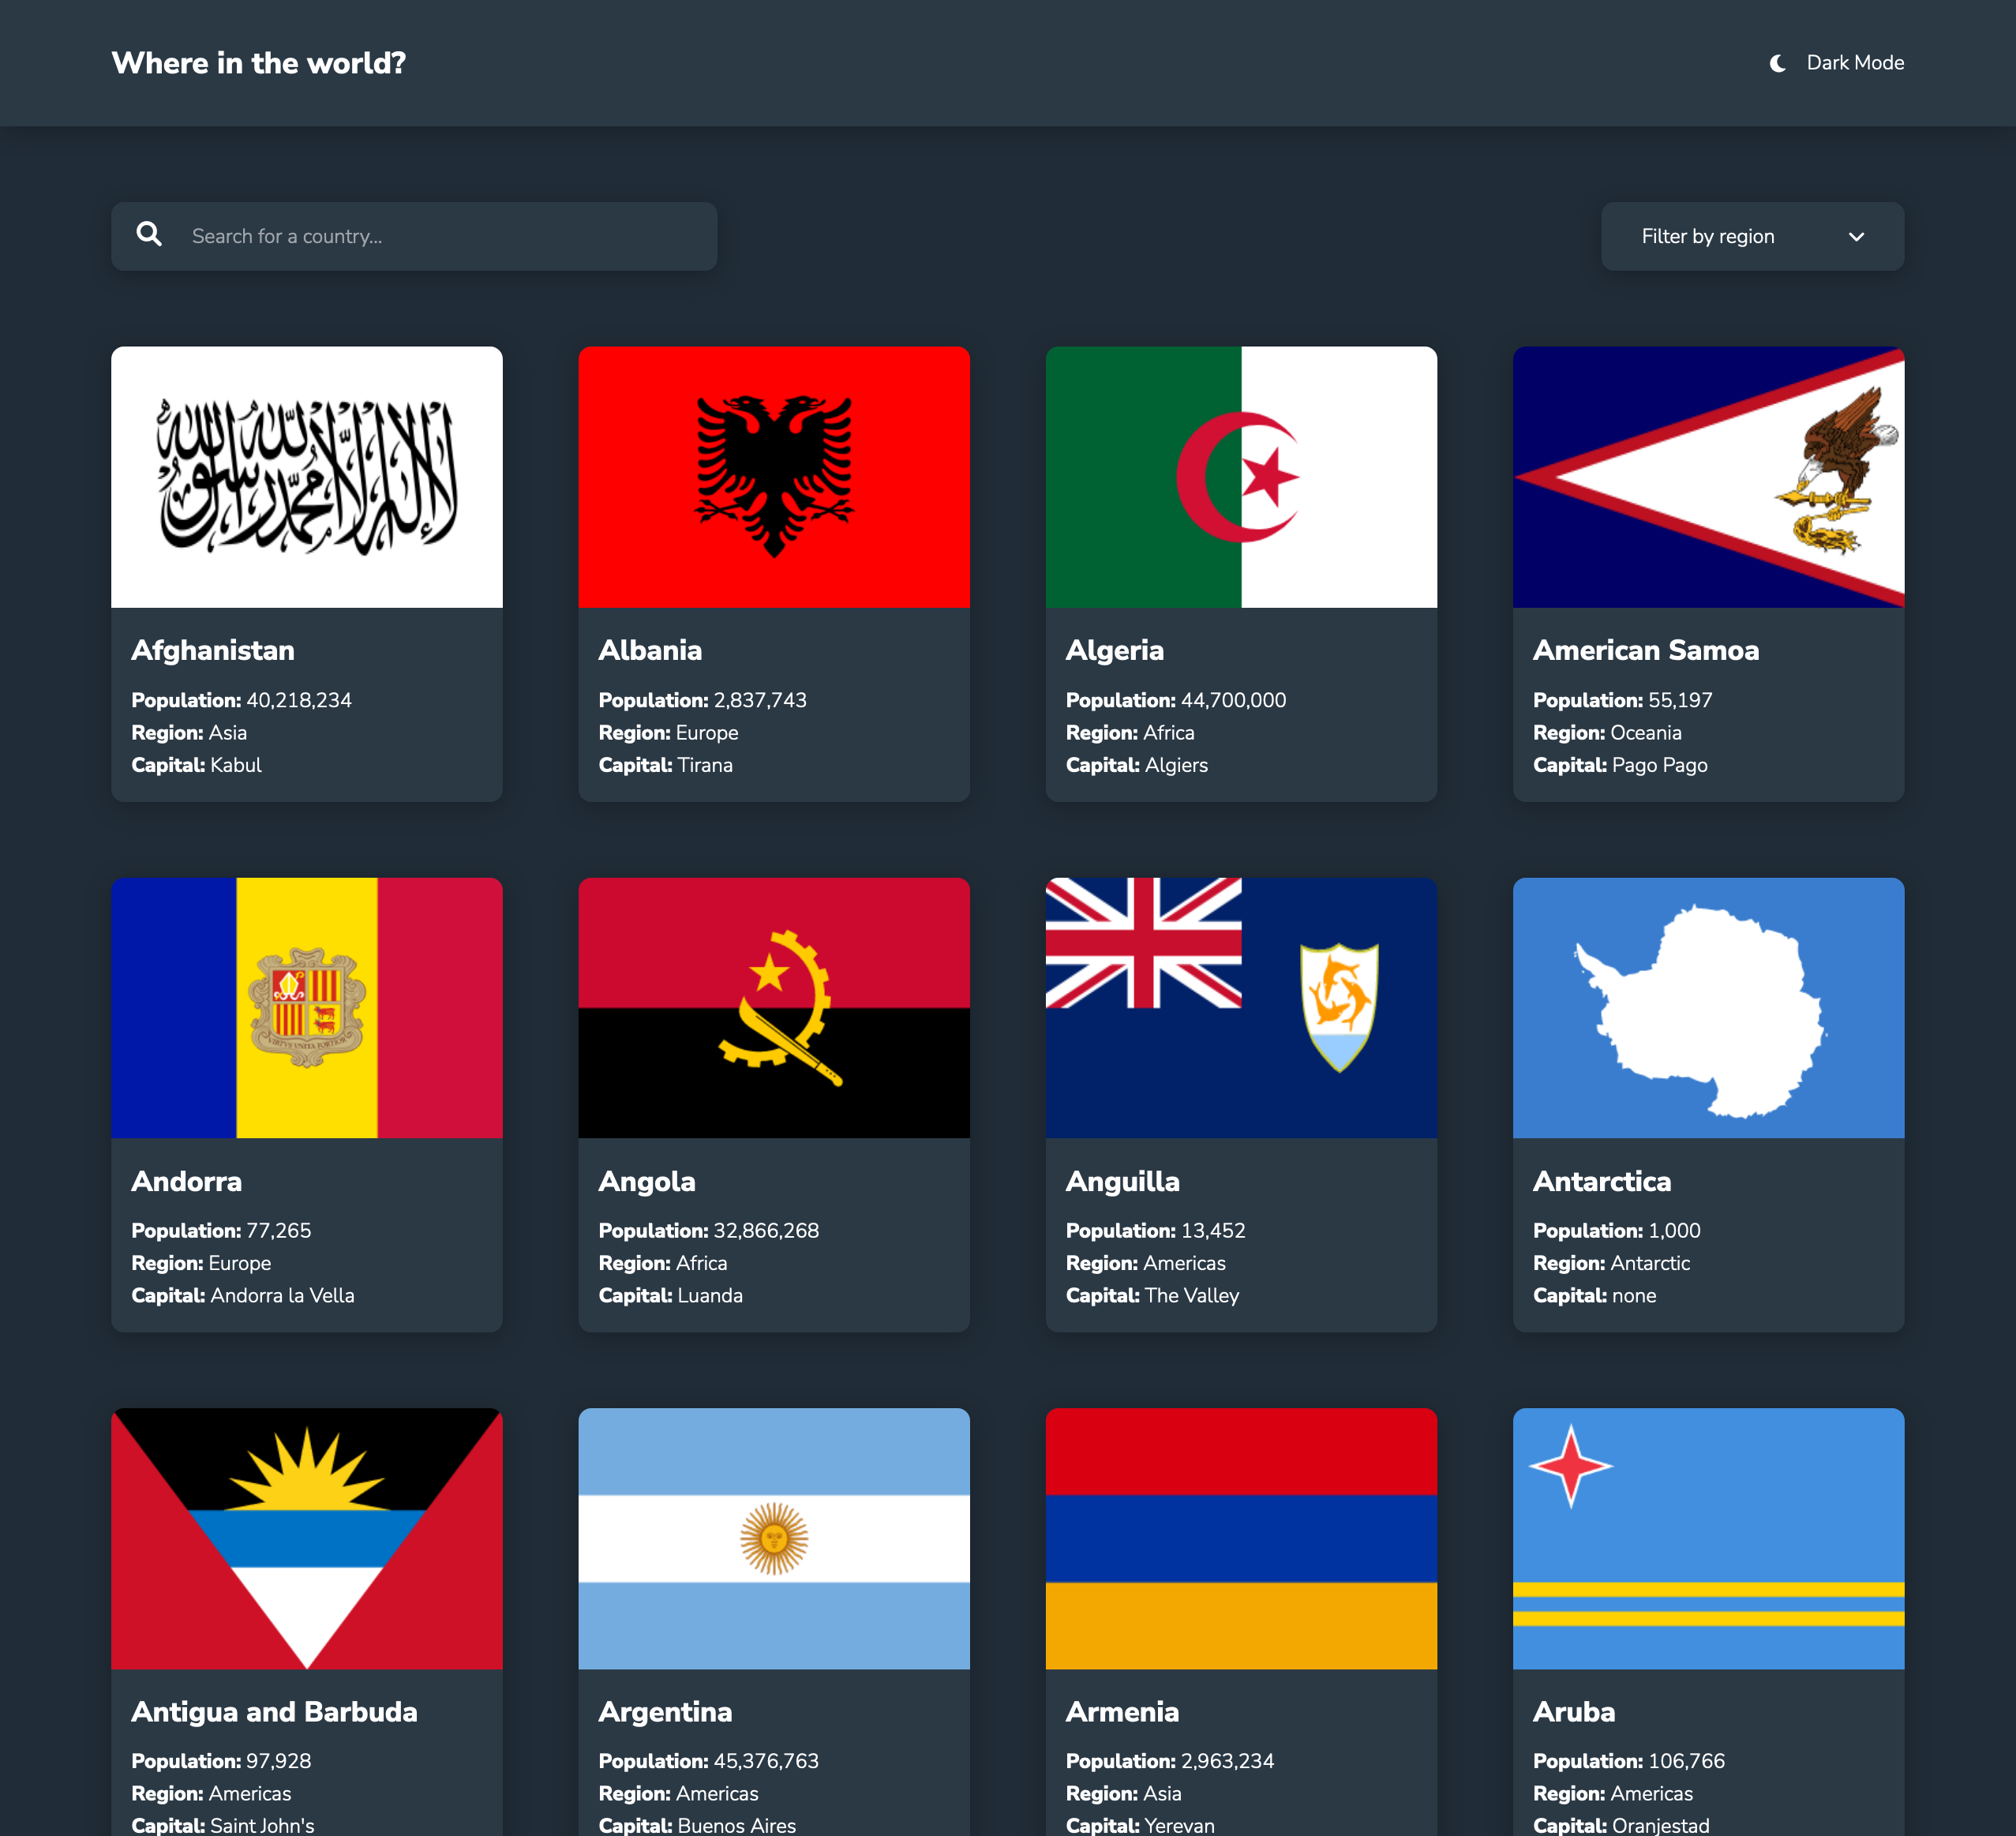 Where in the world?
Dark Mode
Search for a country...
Filter by region
لا إله إلا الله محمد رسول الله
Afghanistan
Population: 40,218,234
Region: Asia
Capital: Kabul
Albania
Population: 2,837,743
Region: Europe
Capital: Tirana
Algeria
Population: 44,700,000
Region: Africa
Capital: Algiers
American Samoa
Population: 55,197
Region: Oceania
Capital: Pago Pago
VIRTVS VNITA FORTIOR
Andorra
Population: 77,265
Region: Europe
Capital: Andorra la Vella
Angola
Population: 32,866,268
Region: Africa
Capital: Luanda
Anguilla
Population: 13,452
Region: Americas
Capital: The Valley
Antarctica
Population: 1,000
Region: Antarctic
Capital: none
Antigua and Barbuda
Population: 97,928
Region: Americas
Capital: Saint John's
Argentina
Population: 45,376,763
Region: Americas
Capital: Buenos Aires
Armenia
Population: 2,963,234
Region: Asia
Capital: Yerevan
Aruba
Population: 106,766
Region: Americas
Capital: Oranjestad